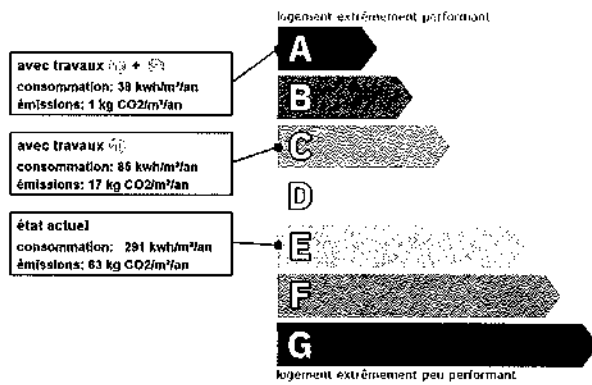 logement extrêmement performant
A
avec travaux +
consommation: 38 kwh/m²/an
émissions: 1 kg CO2/m²/an
B
avec travaux
consommation: 86 kwh/m²/an
émissions: 17 kg CO2/m²/an
C
D
état actuel
consommation: 291 kwh/m²/an
émissions: 63 kg CO2/m²/an
E
F
G
logement extrêmement peu performant